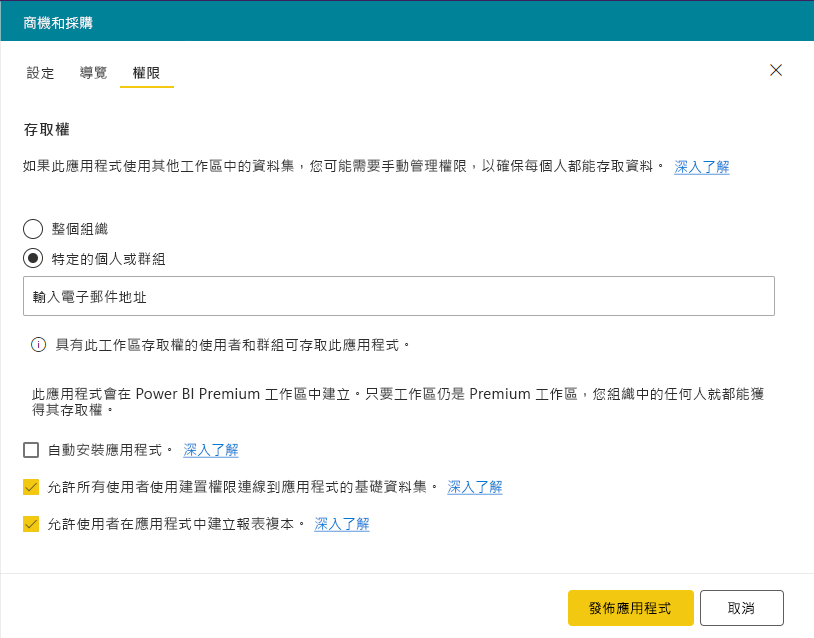 商機和採購
設定 導覽 權限
存取權
如果此應用程式使用其他工作區中的資料集，您可能需要手動管理權限，以確保每個人都能存取資料。 深入了解
整個組織
特定的個人或群組
輸入電子郵件地址
具有此工作區存取權的使用者和群組可存取此應用程式。
此應用程式會在 Power BI Premium 工作區中建立。只要工作區仍是 Premium 工作區，您組織中的任何人就都能獲
得其存取權。
自動安裝應用程式。 深入了解
允許所有使用者使用建置權限連線到應用程式的基礎資料集。 深入了解
允許使用者在應用程式中建立報表複本。 深入了解
發佈應用程式 取消